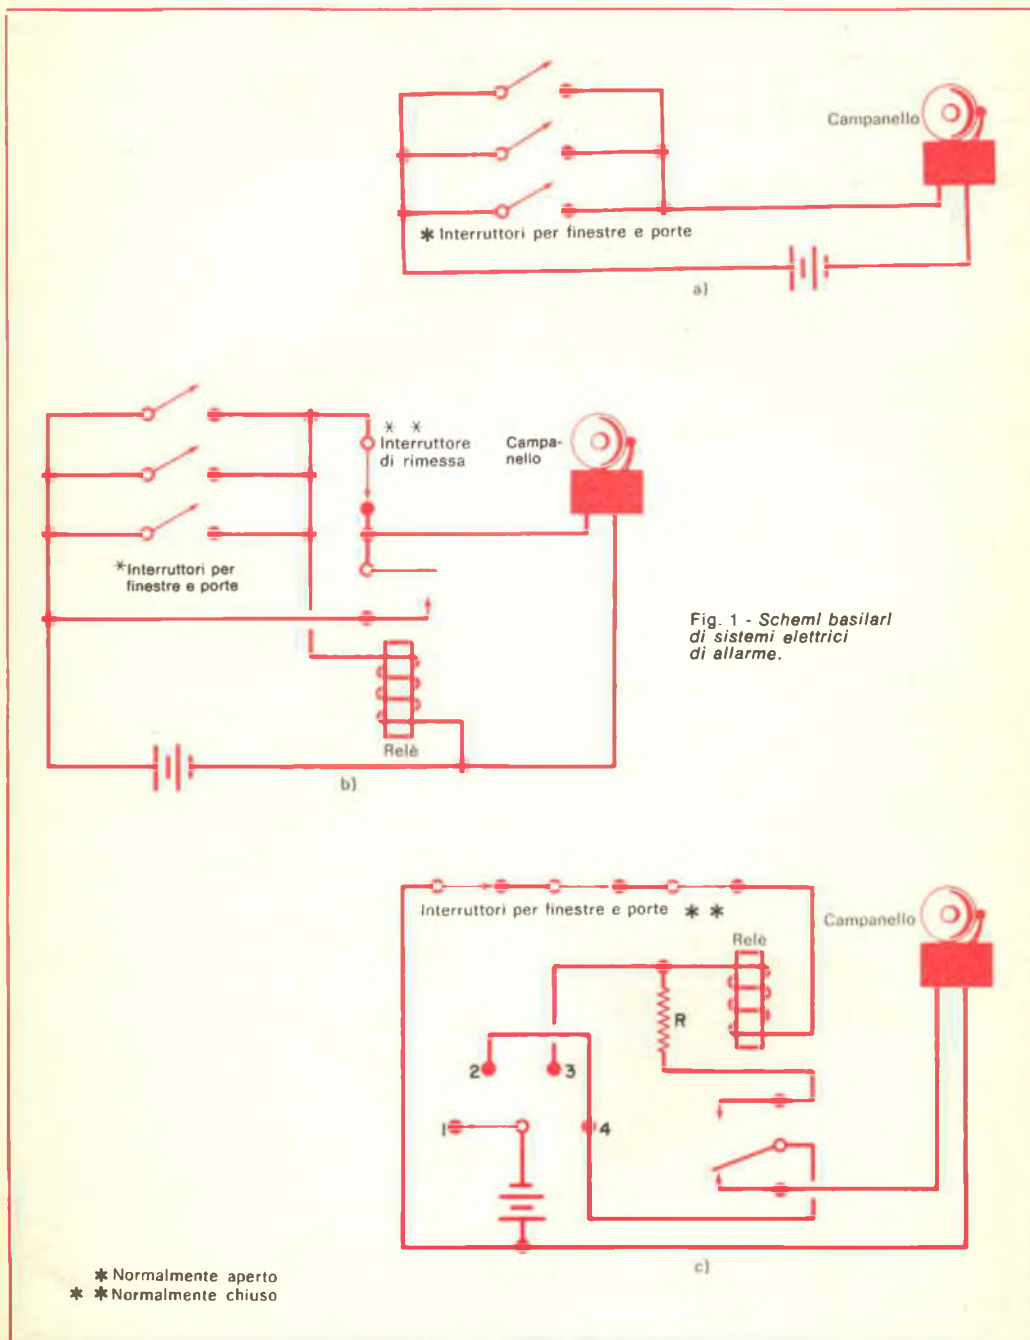 Campanello
* Interruttori per finestre e porte
a)
* *
Interruttore
di rimessa
Campa-
nello
*Interruttori per
finestre e porte
Relè
b)
Fig. 1 - Schemi basilari
di sistemi elettrici
di allarme.
Interruttori per finestre e porte * *
Relè
Campanello
R
2
3
1
4
c)
* Normalmente aperto
* * Normalmente chiuso